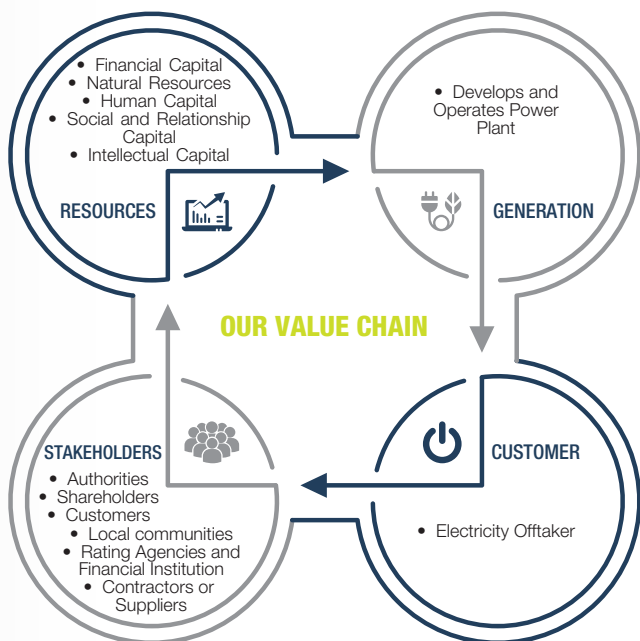 • Financial Capital
• Natural Resources
• Human Capital
• Social and Relationship
Capital
• Intellectual Capital
RESOURCES
• Develops and
Operates Power
Plant
GENERATION
OUR VALUE CHAIN
STAKEHOLDERS
• Authorities
• Shareholders
• Customers
• Local communities
• Rating Agencies and
Financial Institution
• Contractors or
Suppliers
CUSTOMER
• Electricity Offtaker